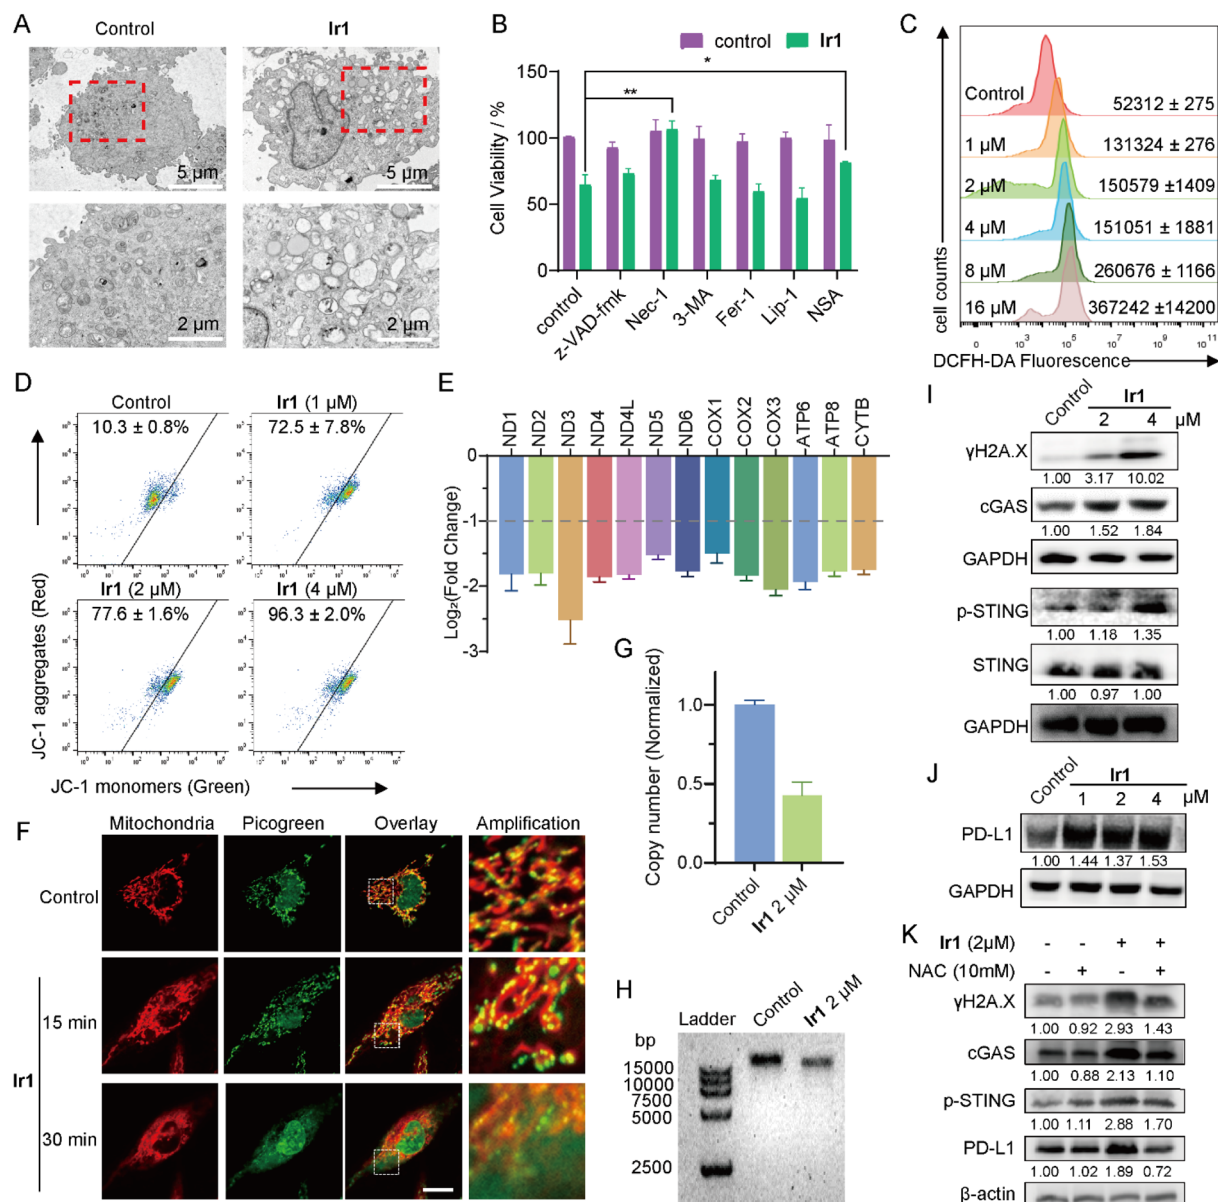 A
Control
Ir1
5 µm
5 µm
2 µm
2 µm
B
control
Ir1
Cell Viability / %
150
100
50
0
*
**
control
z-VAD-fmk
Nec-1
3-MA
Fer-1
Lip-1
NSA
C
cell counts
Control
52312 ± 275
1 µM
131324 ± 276
2 µM
150579 ±1409
4 µM
151051 ± 1881
8 µM
260676 ± 1166
16 µM
367242 ±14200
0 10³ 10⁵ 10⁷ 10⁹ 10¹¹
DCFH-DA Fluorescence
D
Control
10.3 ± 0.8%
Ir1 (1 µM)
72.5 ± 7.8%
Ir1 (2 µM)
77.6 ± 1.6%
Ir1 (4 µM)
96.3 ± 2.0%
JC-1 aggregates (Red)
JC-1 monomers (Green)
E
ND1
ND2
ND3
ND4
ND4L
ND5
ND6
COX1
COX2
COX3
ATP6
ATP8
CYTB
Log₂(Fold Change)
0
-1
-2
-3
F
Mitochondria
Picogreen
Overlay
Amplification
Control
Ir1
15 min
30 min
G
Copy number (Normalized)
1.0
0.5
0.0
Control
Ir1 2 µM
H
Ladder
Control
Ir1 2 µM
bp
15000
10000
7500
5000
2500
I
Control
Ir1
2 4 µM
γH2A.X
1.00 3.17 10.02
cGAS
1.00 1.52 1.84
GAPDH
p-STING
1.00 1.18 1.35
STING
1.00 0.97 1.00
GAPDH
J
Control
Ir1
1 2 4 µM
PD-L1
1.00 1.44 1.37 1.53
GAPDH
K
Ir1 (2µM) - - + +
NAC (10mM) - + - +
γH2A.X
1.00 0.92 2.93 1.43
cGAS
1.00 0.88 2.13 1.10
p-STING
1.00 1.11 2.88 1.70
PD-L1
1.00 1.02 1.89 0.72
β-actin